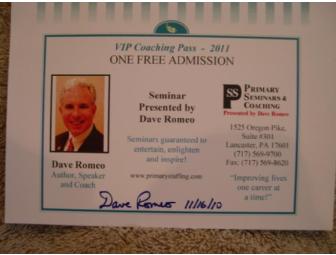 VIP Coaching Pass - 2011
ONE FREE ADMISSION
Seminar
Presented by
Dave Romeo
Seminars guaranteed to
entertain, enlighten
and inspire!
www.primarystaffing.com
Dave Romeo
Author, Speaker
and Coach
PSS
PRIMARY
SEMINARS &
COACHING
Presented by Dave Romeo
1525 Oregon Pike,
Suite #301
Lancaster, PA 17601
(717) 569-9700
Fax: (717) 569-8620
"Improving lives
one career at
a time!"
Dave Romeo 11/16/10